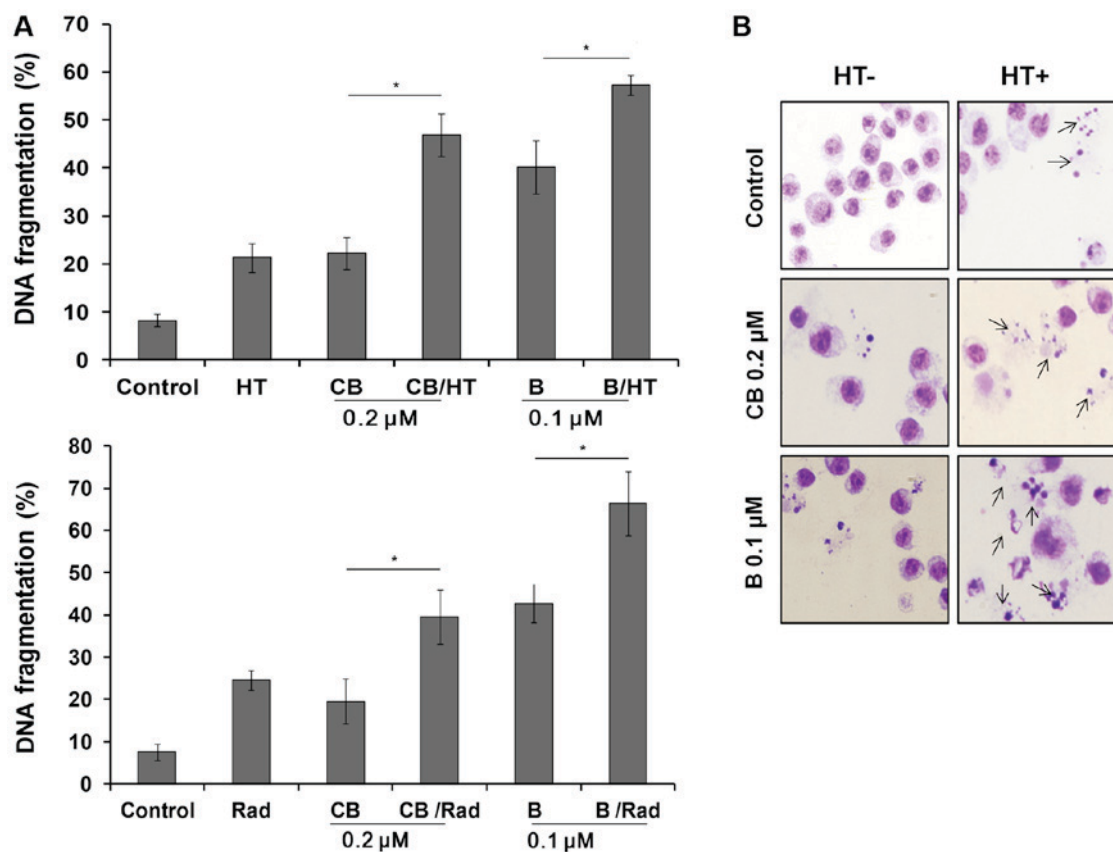 A
DNA fragmentation (%)
70
60
50
40
30
20
10
0
*
*
Control HT CB CB/HT B B/HT
0.2 µM 0.1 µM
DNA fragmentation (%)
80
70
60
50
40
30
20
10
0
*
*
Control Rad CB CB /Rad B B /Rad
0.2 µM 0.1 µM
B
HT- HT+
Control
CB 0.2 µM
B 0.1 µM